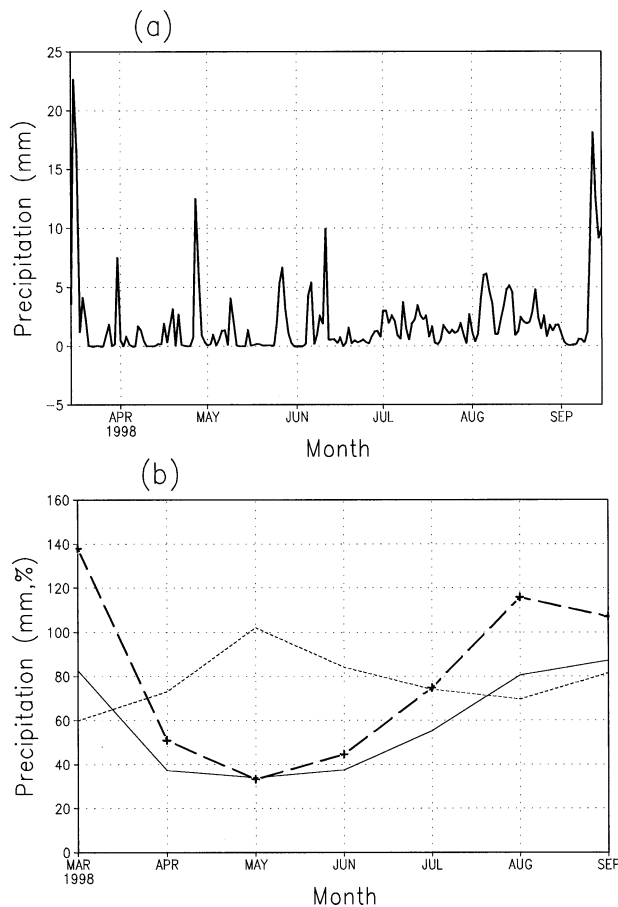 (a)
Precipitation (mm)
25
20
15
10
5
0
−5
APR MAY JUN JUL AUG SEP
1998
Month
(b)
Precipitation (mm,%)
160
140
120
100
80
60
40
20
0
MAR APR MAY JUN JUL AUG SEP
1998
Month